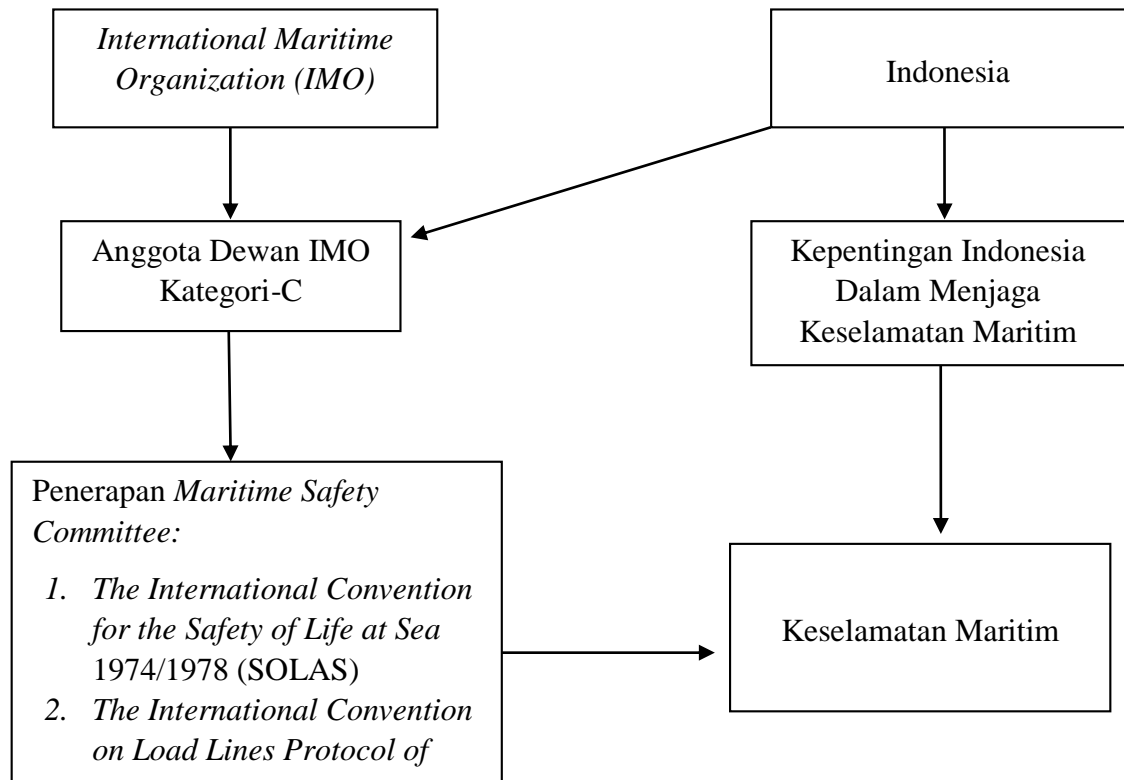 International Maritime
Organization (IMO)
Indonesia
Anggota Dewan IMO
Kategori-C
Kepentingan Indonesia
Dalam Menjaga
Keselamatan Maritim
Penerapan Maritime Safety
Committee:
1. The International Convention
for the Safety of Life at Sea
1974/1978 (SOLAS)
2. The International Convention
on Load Lines Protocol of
Keselamatan Maritim